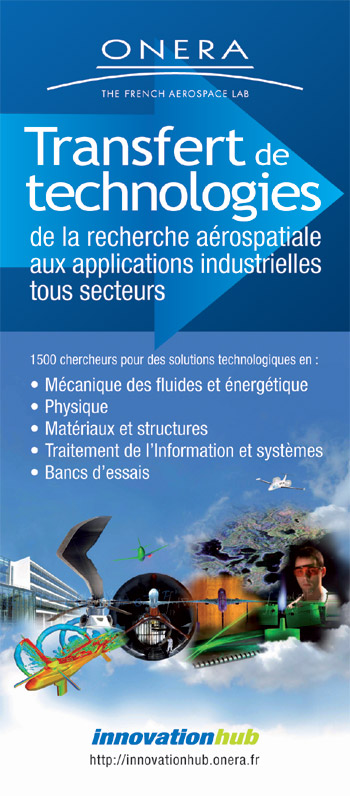 ONERA
THE FRENCH AEROSPACE LAB
Transfert de
technologies
de la recherche aérospatiale
aux applications industrielles
tous secteurs
1500 chercheurs pour des solutions technologiques en :
• Mécanique des fluides et énergétique
• Physique
• Matériaux et structures
• Traitement de l'Information et systèmes
• Bancs d'essais
innovationhub
http://innovationhub.onera.fr